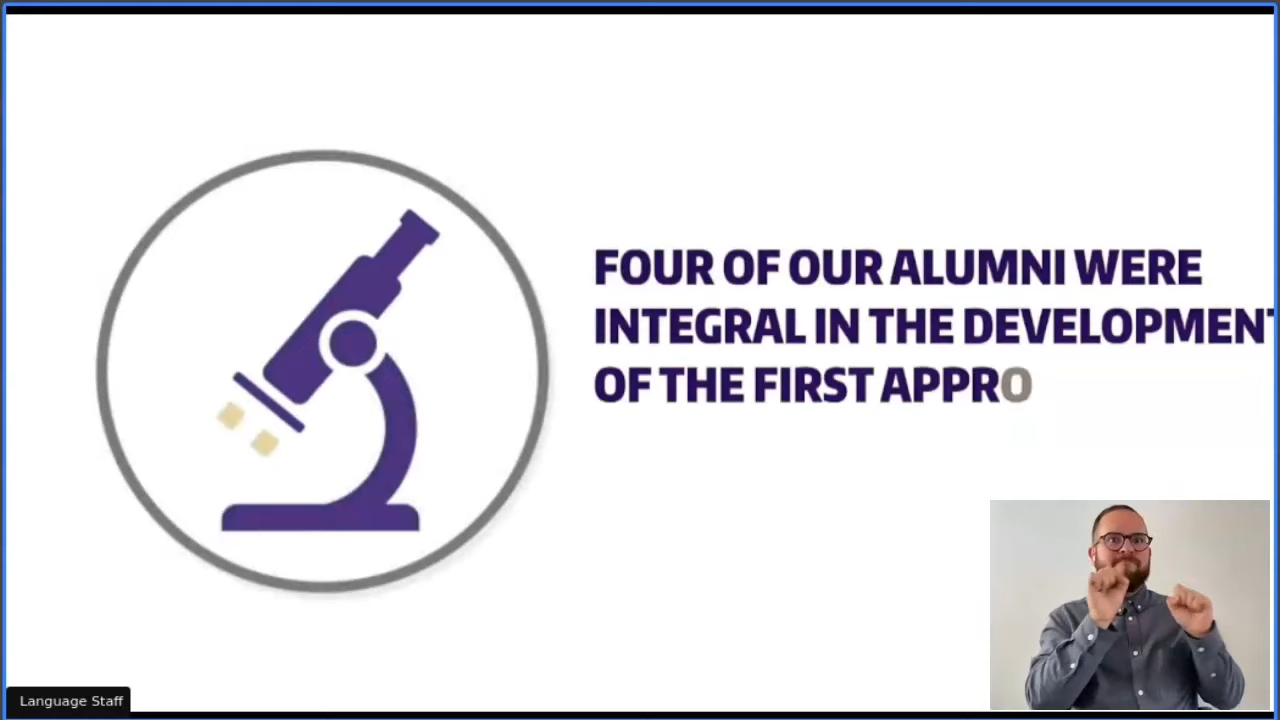 FOUR OF OUR ALUMNI WERE
INTEGRAL IN THE DEVELOPMENT
OF THE FIRST APPRO
Language Staff